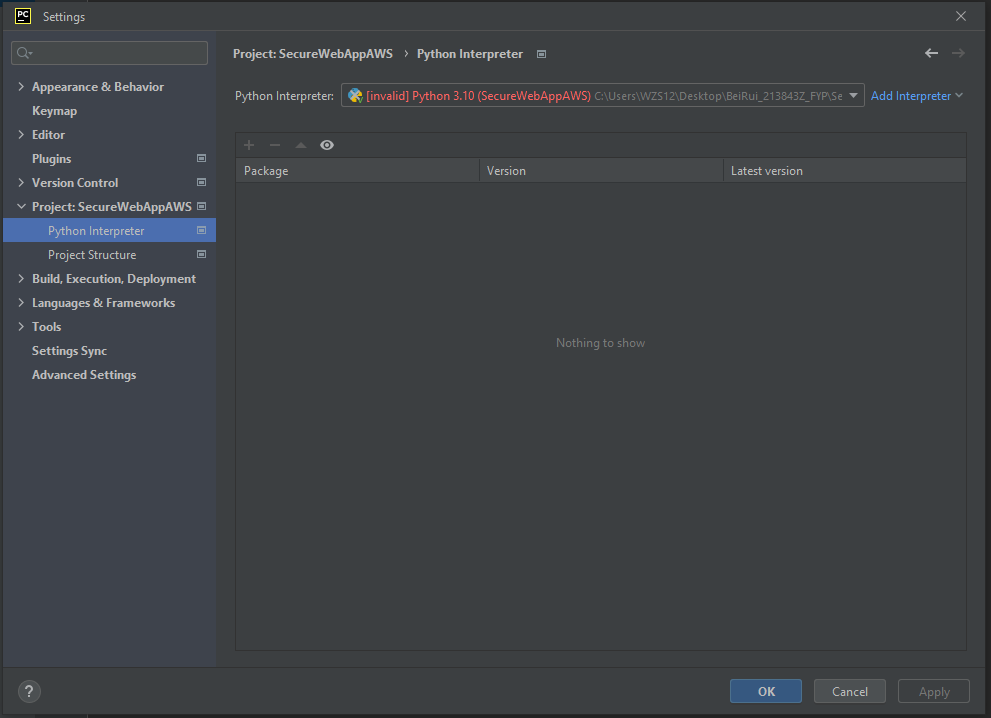 PC Settings
Project: SecureWebAppAWS › Python Interpreter
Appearance & Behavior
Keymap
Editor
Plugins
Version Control
Project: SecureWebAppAWS
Python Interpreter
Project Structure
Build, Execution, Deployment
Languages & Frameworks
Tools
Settings Sync
Advanced Settings
Python Interpreter: [invalid] Python 3.10 (SecureWebAppAWS) C:\Users\WZS12\Desktop\BeiRui_213843Z_FYP\Se Add Interpreter
Package Version Latest version
Nothing to show
? OK Cancel Apply